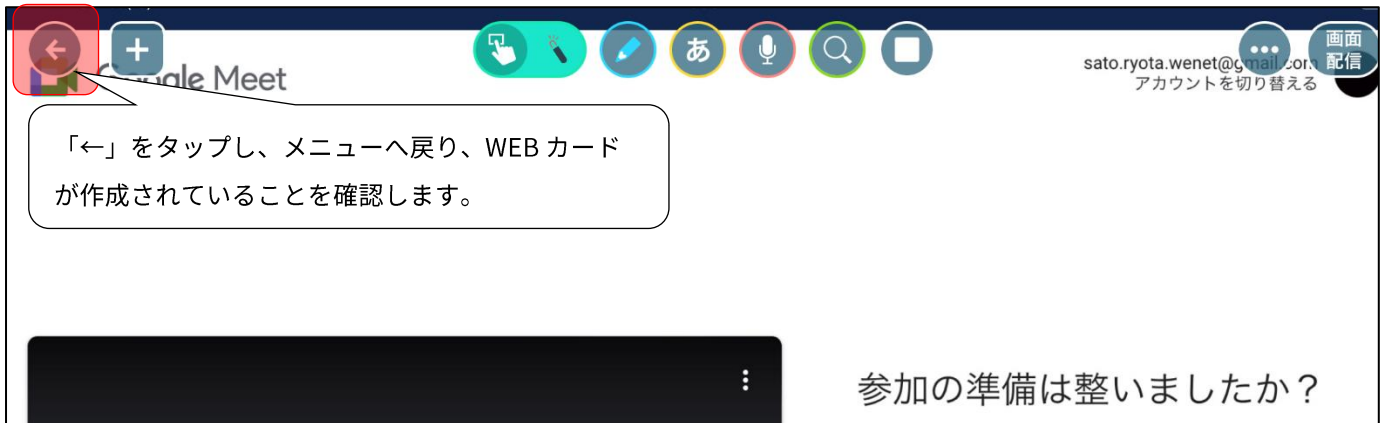 あ
画面
配信
Google Meet
sato.ryota.wenet@gmail.com
アカウントを切り替える
「←」をタップし、メニューへ戻り、WEB カード
が作成されていることを確認します。
参加の準備は整いましたか？